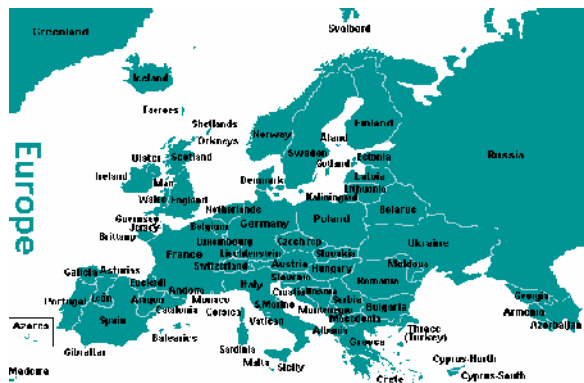 Greenland
Svalbard
Iceland
Faeroes
Shetlands
Orkneys
Norway
Aland
Finland
Sweden
Gotland
Estonia
Russia
Ulster
Scotland
Ireland
Man
Wales
England
Denmark
Latvia
Lithuania
Kaliningrad
Europe
Guernsey
Jersey
Brittany
Netherlands
Belgium
Germany
Poland
Belarus
Luxembourg
Czech rep
Ukraine
France
Liechtenstein
Slovakia
Switzerland
Austria
Hungary
Moldova
Galicia
Asturias
Euskadi
Andorra
Italy
Slovenia
Croatia
Bosnia
Romania
Portugal
León
Aragon
Monaco
S.Marino
Serbia
Georgia
Catalonia
Corsica
Montenegro
Bulgaria
Armenia
Azores
Spain
Vatican
Macedonia
Azerbaijan
Albania
Thrace
(Turkey)
Balearics
Gibraltar
Sardinia
Greece
Madeira
Malta
Sicily
Crete
Cyprus-North
Cyprus-South